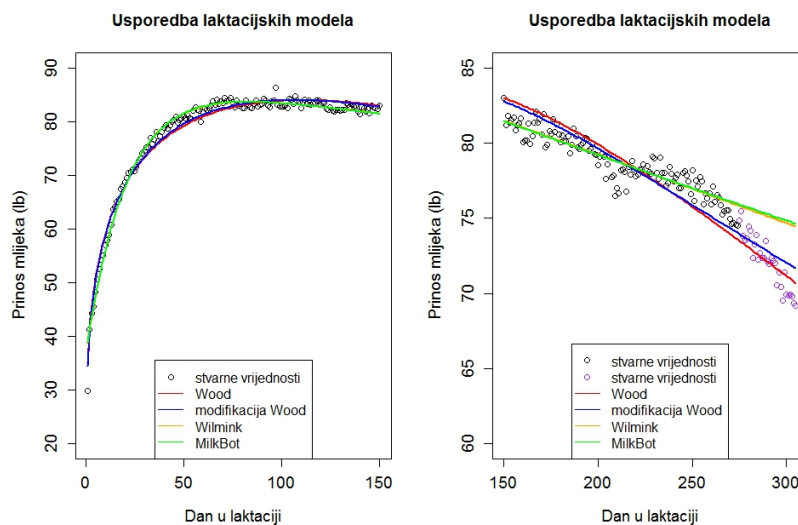 Usporedba laktacijskih modela
Prinos mlijeka (lb)
90
80
70
60
50
40
30
20
stvarne vrijednosti
Wood
modifikacija Wood
Wilmink
MilkBot
0 50 100 150
Dan u laktaciji
Usporedba laktacijskih modela
Prinos mlijeka (lb)
85
80
75
70
65
60
stvarne vrijednosti
stvarne vrijednosti
Wood
modifikacija Wood
Wilmink
MilkBot
150 200 250 300
Dan u laktaciji